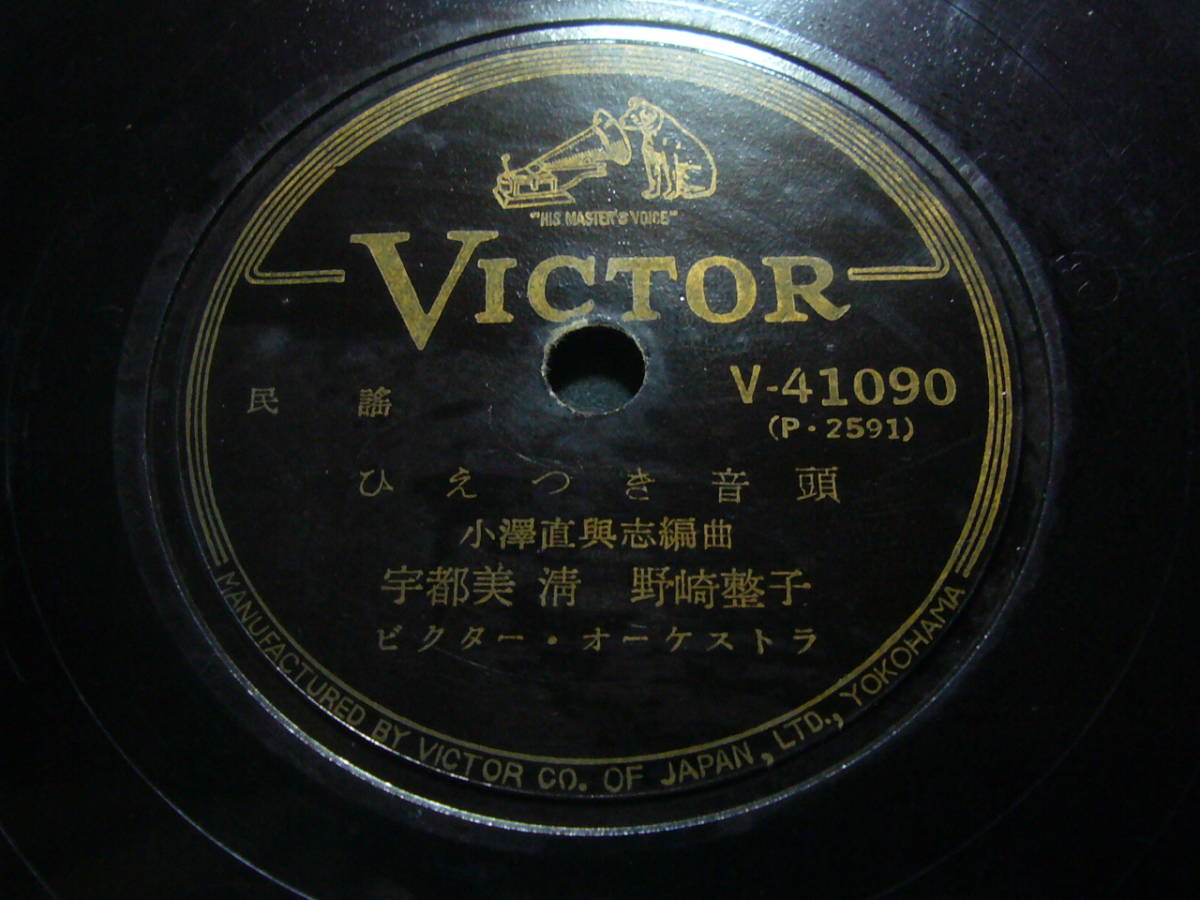 "HIS MASTER'S VOICE"
VICTOR
民謠
V-41090
(P・2591)
ひえつき音頭
小澤直與志編曲
宇都美 淸 野崎整子
ビクター・オーケストラ
MANUFACTURED BY VICTOR CO. OF JAPAN, LTD., YOKOHAMA